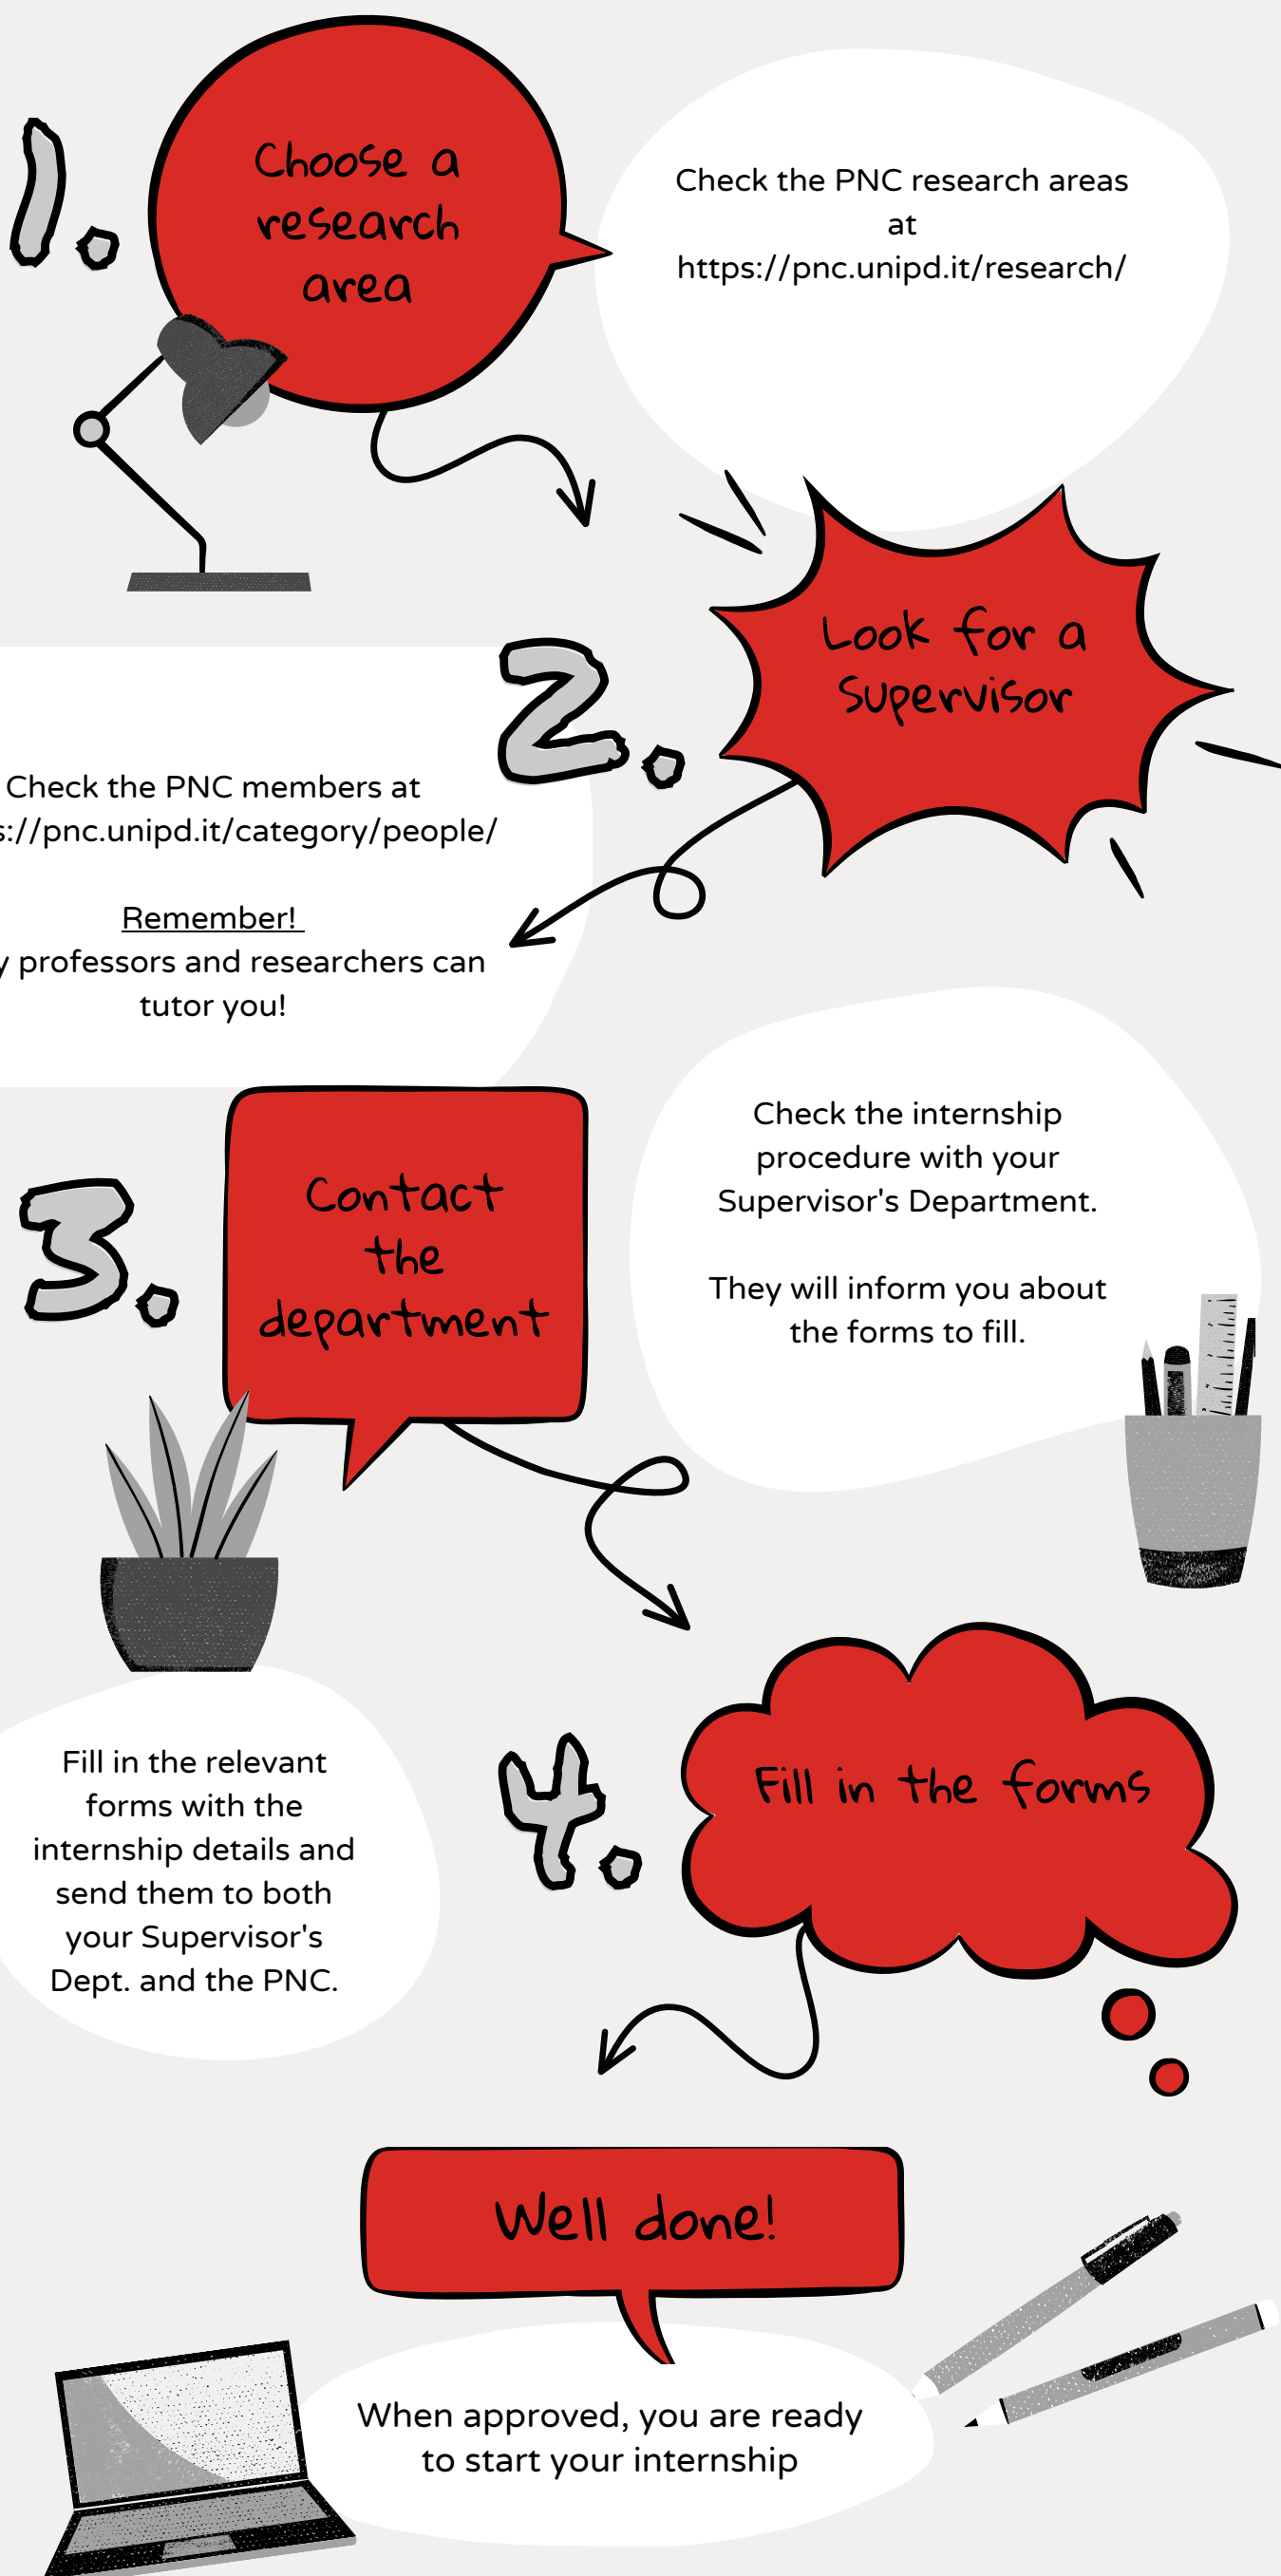 1.
Choose a
research
area
Check the PNC research areas
at
https://pnc.unipd.it/research/
2.
Look for a
Supervisor
Check the PNC members at
s://pnc.unipd.it/category/people/
Remember!
y professors and researchers can
tutor you!
3.
Contact
the
department
Check the internship
procedure with your
Supervisor's Department.
They will inform you about
the forms to fill.
4.
Fill in the forms
Fill in the relevant
forms with the
internship details and
send them to both
your Supervisor's
Dept. and the PNC.
Well done!
When approved, you are ready
to start your internship